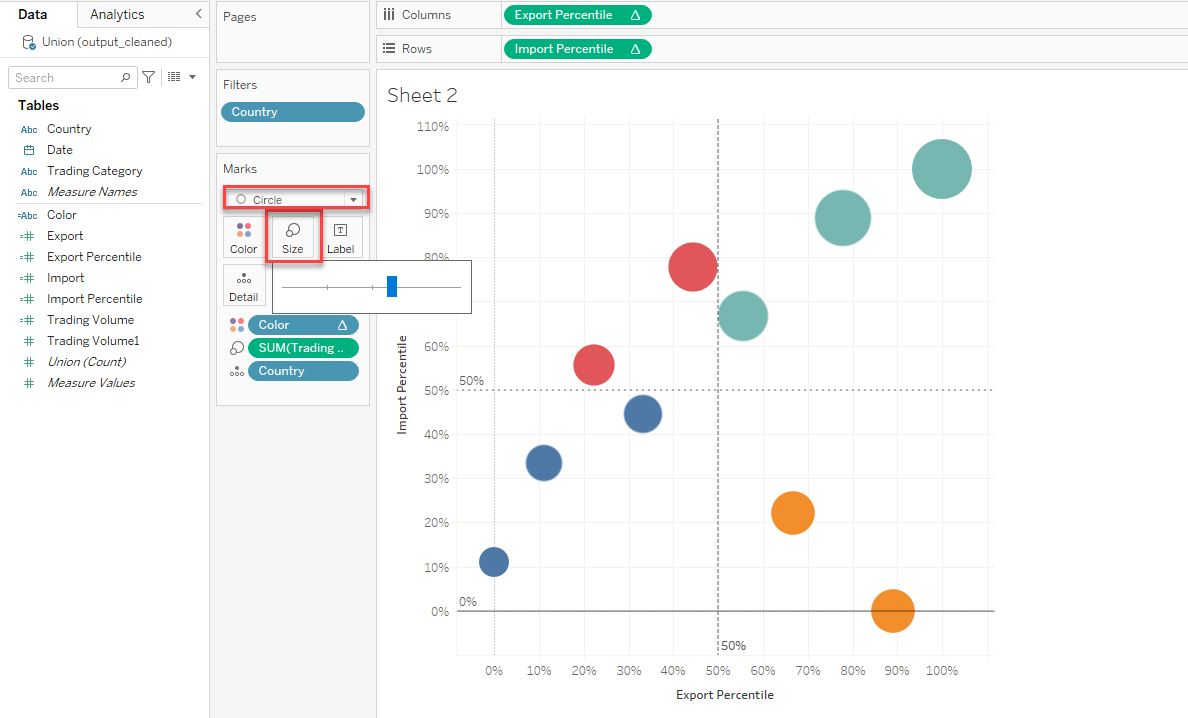 Data
Analytics
Union (output_cleaned)
Search
Tables
Abc Country
Date
Abc Trading Category
Abc Measure Names
=Abc Color
=# Export
=# Export Percentile
=# Import
=# Import Percentile
=# Trading Volume
# Trading Volume1
# Union (Count)
# Measure Values
Pages
Filters
Country
Marks
Circle
Color
Size
Label
Detail
Color
SUM(Trading ..
Country
Columns
Export Percentile
Rows
Import Percentile
Sheet 2
110%
100%
90%
80%
60%
50%
40%
30%
20%
10%
0%
Import Percentile
50%
0%
50%
0% 10% 20% 30% 40% 50% 60% 70% 80% 90% 100%
Export Percentile